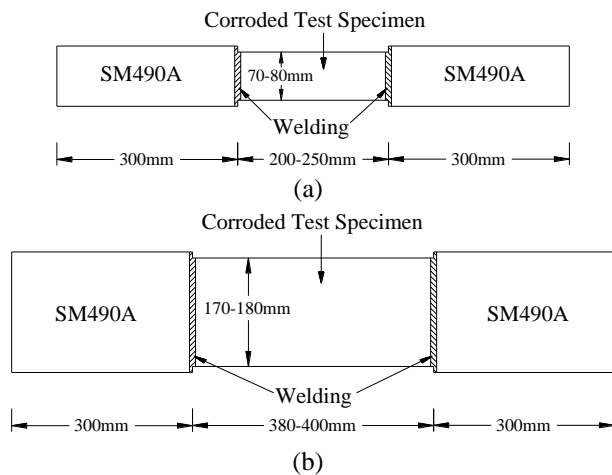 Corroded Test Specimen
SM490A
70-80mm
SM490A
Welding
300mm
200-250mm
300mm
(a)
Corroded Test Specimen
SM490A
170-180mm
SM490A
Welding
300mm
380-400mm
300mm
(b)